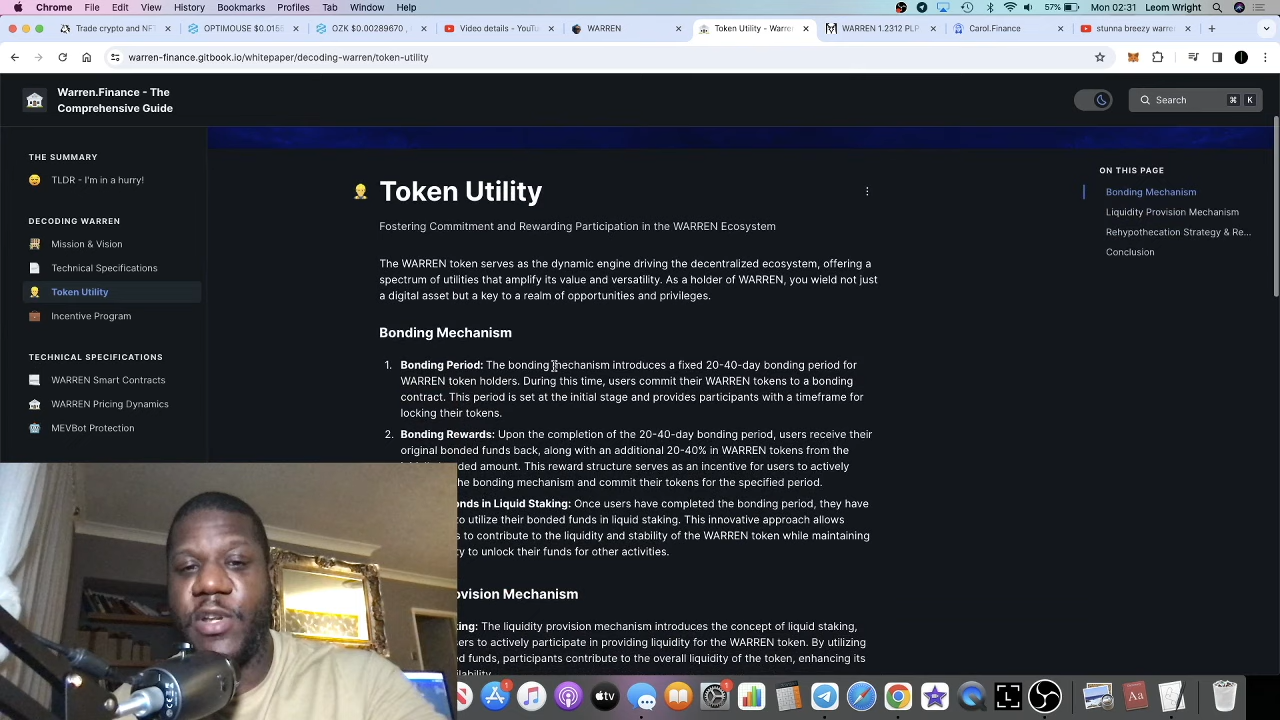 Chrome File Edit View History Bookmarks Profiles Tab Window Help
57% Mon 02:31 Leom Wright
Trade crypto and NFT
OPTIMOUSE $0.0155
OZK $0.00289670 ,
Video details - YouTu
WARREN
Token Utility - Warren
WARREN 1.2312 PLP
Carol.Finance
stunna breezy warre
warren-finance.gitbook.io/whitepaper/decoding-warren/token-utility
Warren.Finance - The
Comprehensive Guide
Search
⌘ K
THE SUMMARY
TLDR - I'm in a hurry!
DECODING WARREN
Mission & Vision
Technical Specifications
Token Utility
Incentive Program
TECHNICAL SPECIFICATIONS
WARREN Smart Contracts
WARREN Pricing Dynamics
MEVBot Protection
Token Utility
Fostering Commitment and Rewarding Participation in the WARREN Ecosystem
The WARREN token serves as the dynamic engine driving the decentralized ecosystem, offering a
spectrum of utilities that amplify its value and versatility. As a holder of WARREN, you wield not just
a digital asset but a key to a realm of opportunities and privileges.
Bonding Mechanism
1. Bonding Period: The bonding mechanism introduces a fixed 20-40-day bonding period for
WARREN token holders. During this time, users commit their WARREN tokens to a bonding
contract. This period is set at the initial stage and provides participants with a timeframe for
locking their tokens.
2. Bonding Rewards: Upon the completion of the 20-40-day bonding period, users receive their
original bonded funds back, along with an additional 20-40% in WARREN tokens from the
amount. This reward structure serves as an incentive for users to actively
he bonding mechanism and commit their tokens for the specified period.
onds in Liquid Staking: Once users have completed the bonding period, they have
to utilize their bonded funds in liquid staking. This innovative approach allows
s to contribute to the liquidity and stability of the WARREN token while maintaining
ty to unlock their funds for other activities.
ovision Mechanism
king: The liquidity provision mechanism introduces the concept of liquid staking,
sers to actively participate in providing liquidity for the WARREN token. By utilizing
ed funds, participants contribute to the overall liquidity of the token, enhancing its
ON THIS PAGE
Bonding Mechanism
Liquidity Provision Mechanism
Rehypothecation Strategy & Re...
Conclusion